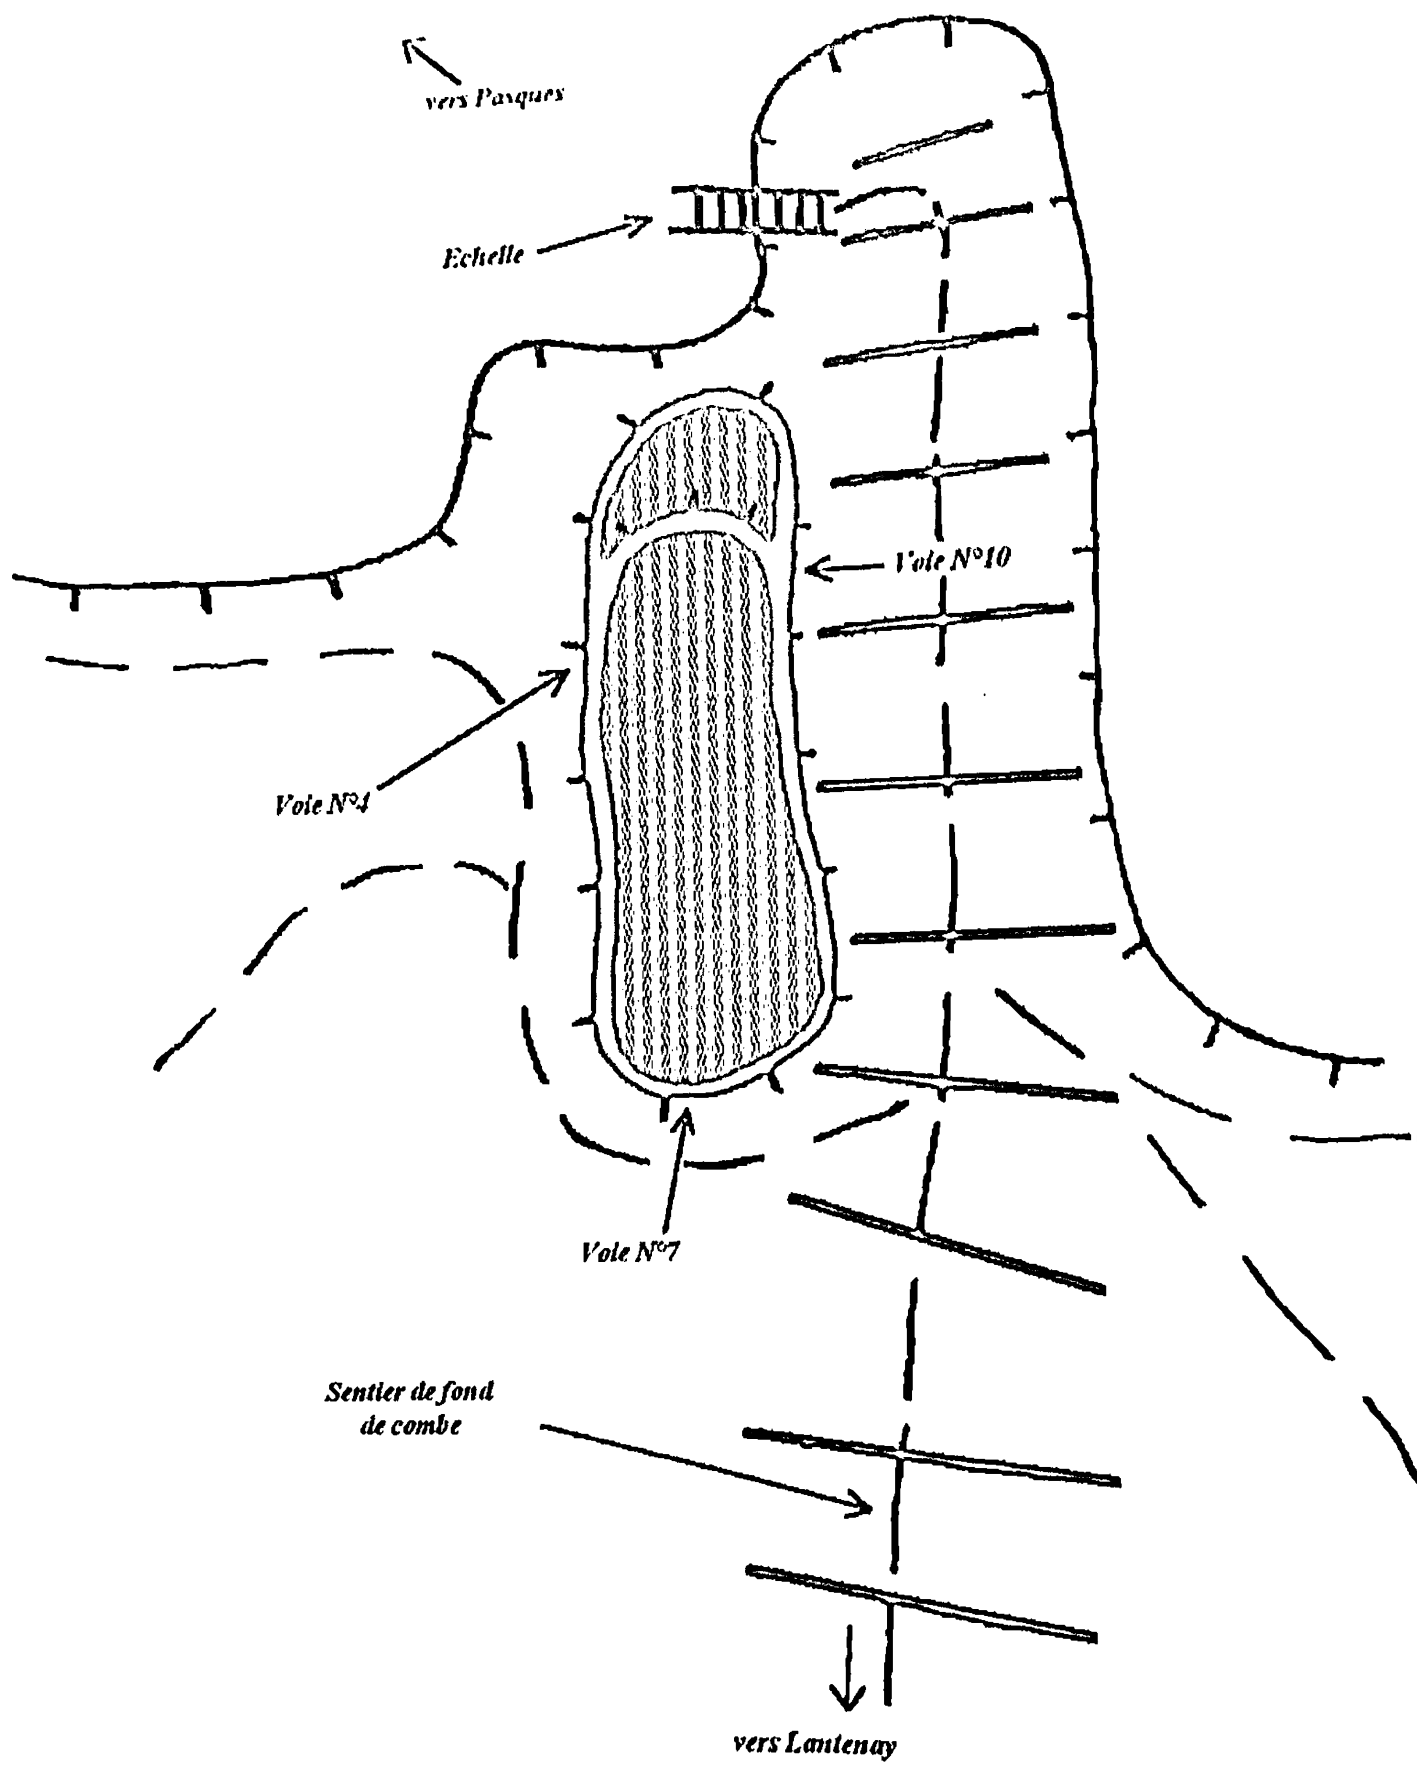 vers Pasques
Echelle
Voie N°10
Voie N°4
Voie N°7
Sentier de fond
de combe
vers Lantenay